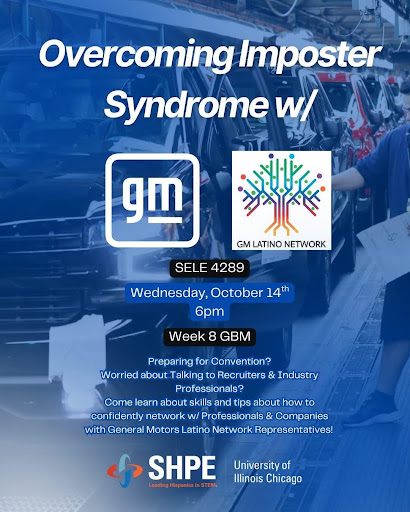 Overcoming Imposter
Syndrome w/
gm
GM LATINO NETWORK
SELE 4289
Wednesday, October 14th
6pm
Week 8 GBM
Preparing for Convention?
Worried about Talking to Recruiters & Industry
Professionals?
Come learn about skills and tips about how to
confidently network w/ Professionals & Companies
with General Motors Latino Network Representatives!
SHPE
Leading Hispanics in STEM.
University of
Illinois Chicago